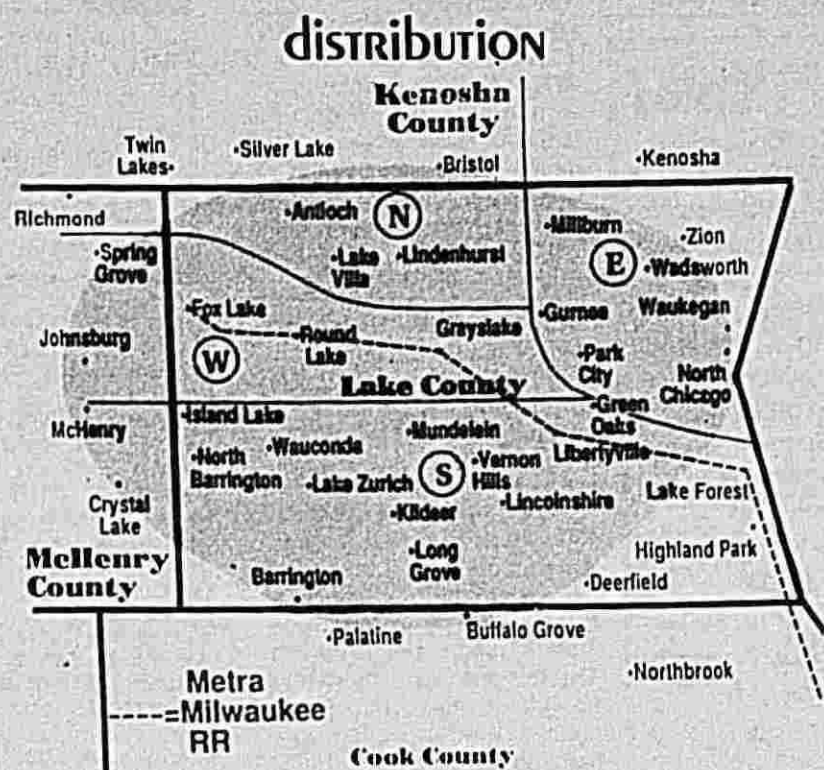 distribution
Kenosha
County
Twin
Lakes
Silver Lake
Bristol
Kenosha
Richmond
Antioch
N
Millburn
Zion
Spring
Grove
Lake
Villa
Lindenhurst
E
Wadsworth
Fox Lake
Gurnee
Waukegan
Johnsburg
Round
Lake
Grayslake
W
Park
City
North
Chicago
Lake County
McHenry
Island Lake
Green
Oaks
Mundelein
North
Barrington
Wauconda
Vernon
Hills
Libertyville
Lake Zurich
S
Lincolnshire
Lake Forest
Crystal
Lake
Kildeer
McHenry
County
Long
Grove
Highland Park
Barrington
Deerfield
Palatine
Buffalo Grove
Northbrook
Metra
----=Milwaukee
RR
Cook County